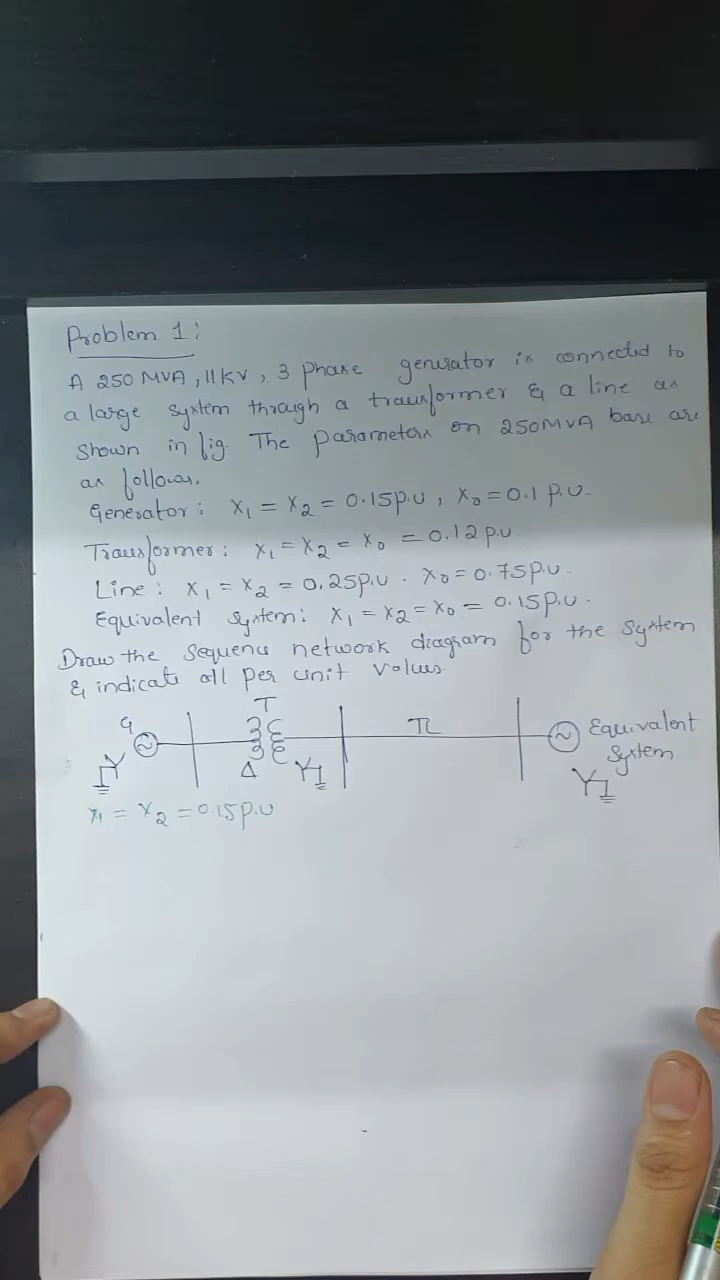 Problem 1:
A 250 MVA, 11KV, 3 phase generator is connected to
a large system through a transformer & a line as
shown in fig. The parameters on 250MVA base are
as follows.
Generator: X₁ = X₂ = 0.15p.u, X₀ = 0.1 p.u.
Transformer: X₁ = X₂ = X₀ = 0.12 p.u
Line: X₁ = X₂ = 0.25p.u. X₀ = 0.75p.u.
Equivalent system: X₁ = X₂ = X₀ = 0.15p.u.
Draw the sequence network diagram for the system
& indicate all per unit values.
G T TL Equivalent
System
Y Δ Y Y
X₁ = X₂ = 0.15p.u